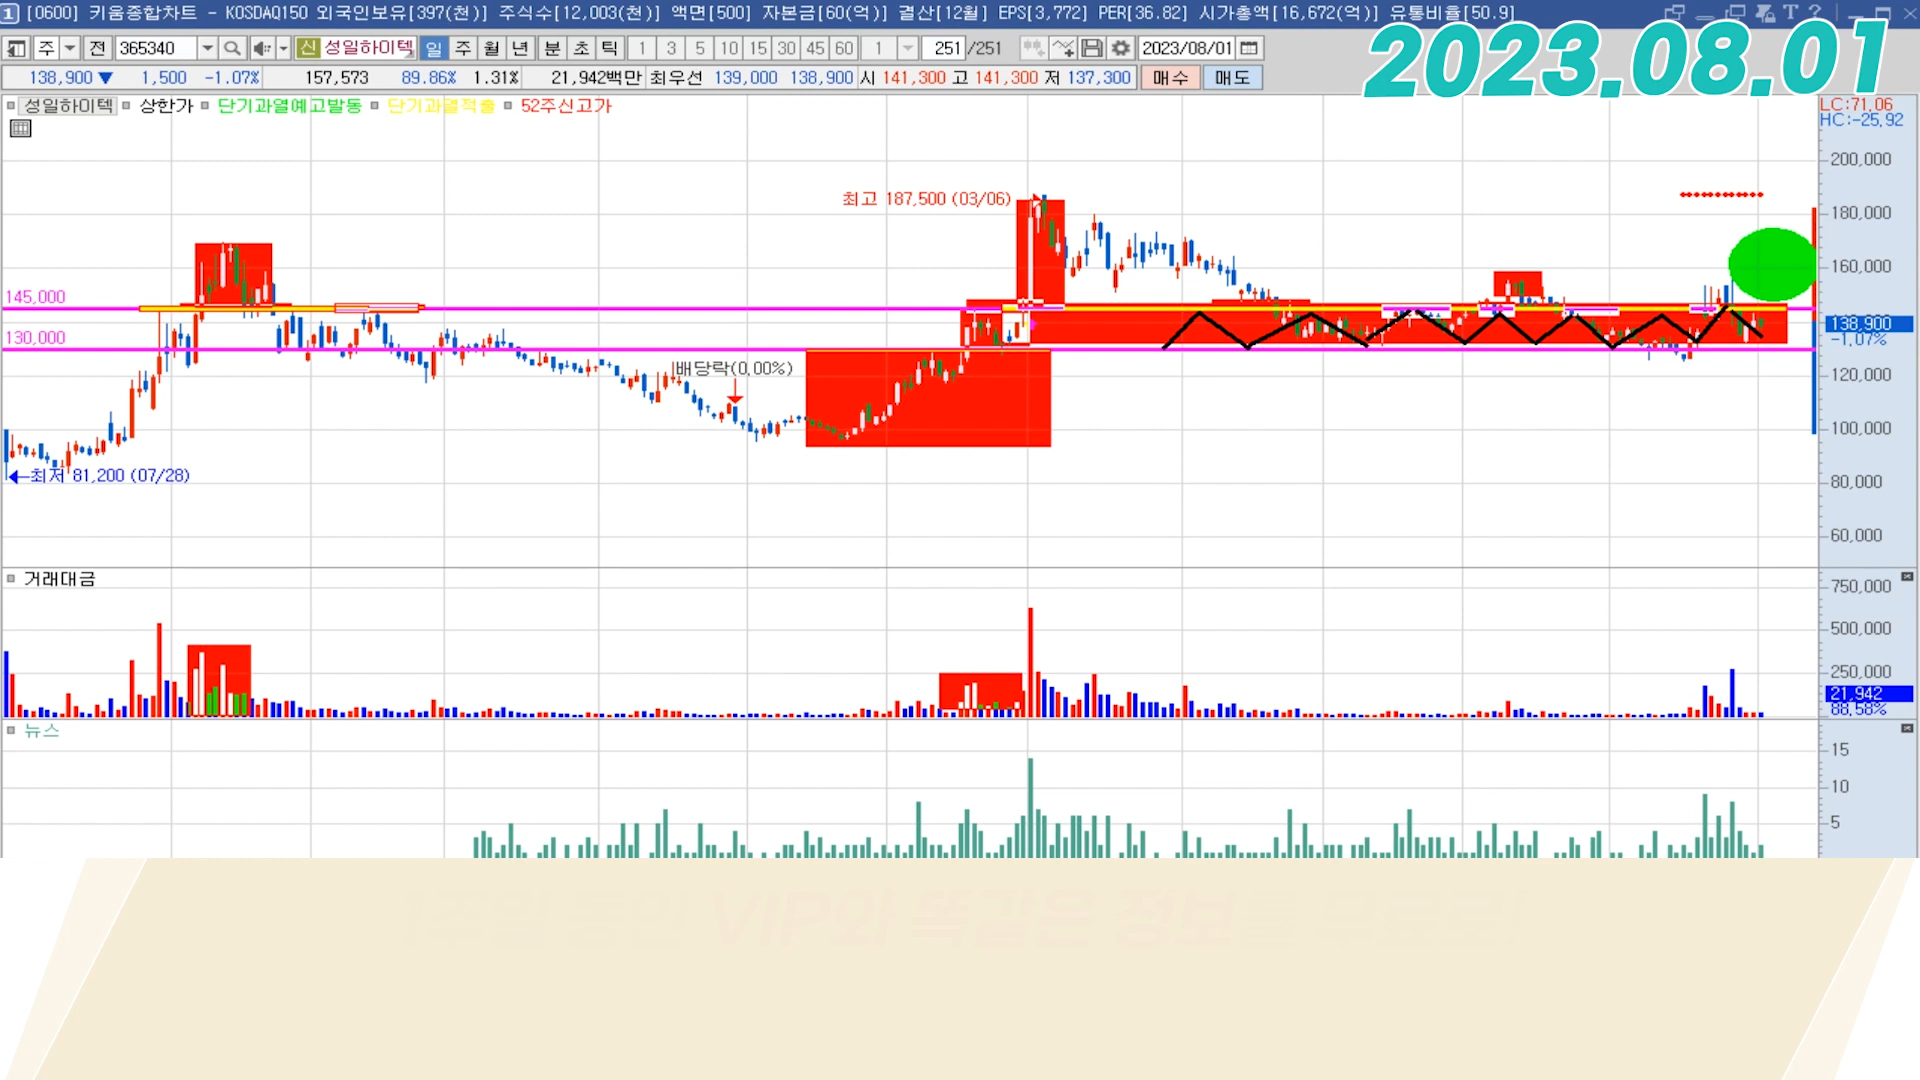 1 [0600] 키움종합차트 - KOSDAQ150 외국인보유[397(천)] 주식수[12,003(천)] 액면[500] 자본금[60(억)] 결산[12월] EPS[3,772] PER[36.82] 시가총액[16,672(억)] 유통비율[50.9]
주 전 365340 신 성일하이텍 일 주 월 년 분 초 틱 1 3 5 10 15 30 45 60 1 251 /251 2023/08/01
2023.08.01
138,900 ▼ 1,500 -1.07% 157,573 89.86% 1.31% 21,942백만 최우선 139,000 138,900 시 141,300 고 141,300 저 137,300 매수 매도
성일하이텍 상한가 단기과열예고발동 단기과열적출 52주신고가
LC:71.06
HC:-25.92
200,000
최고 187,500 (03/06)
180,000
160,000
145,000
138,900
-1.07%
130,000
배당락(0.00%)
120,000
100,000
최저 81,200 (07/28)
80,000
60,000
거래대금
750,000
500,000
250,000
21,942
88.58%
뉴스
15
10
5
VIP와 똑같은 정보